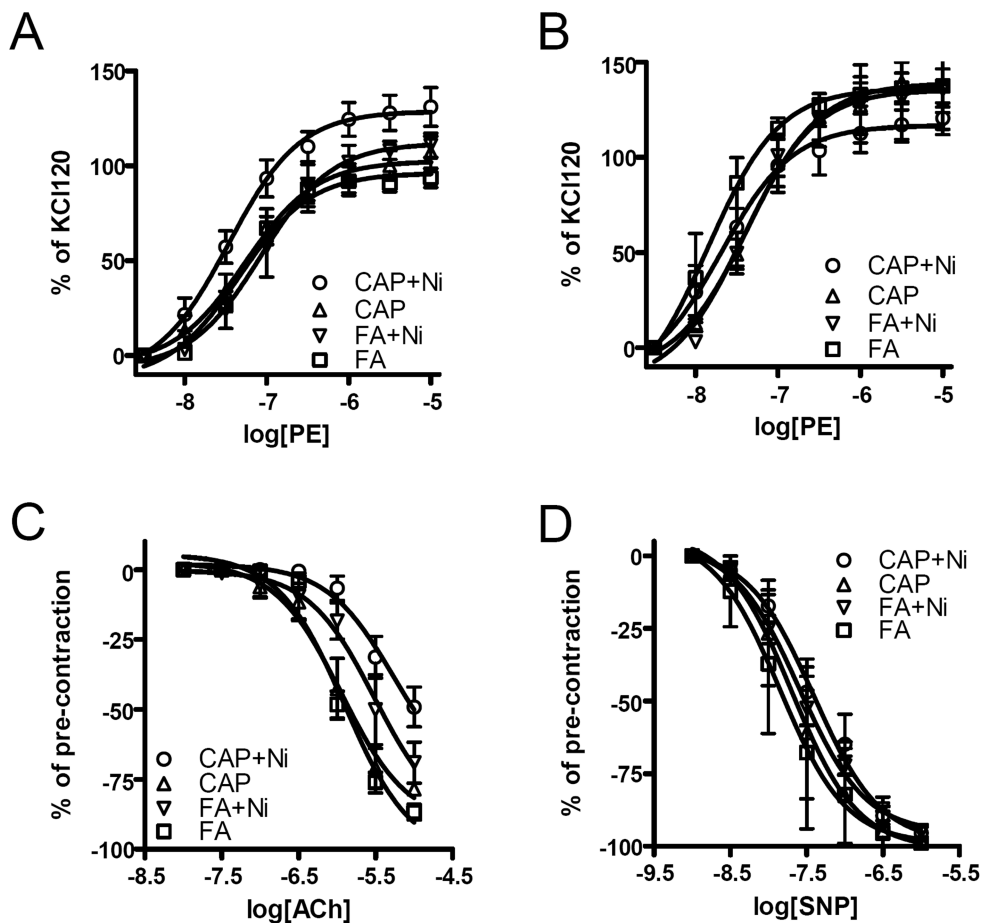 A
150
100
50
0
% of KCl120
-8
-7
-6
-5
log[PE]
CAP+Ni
CAP
FA+Ni
FA
B
150
100
50
0
% of KCl120
-8
-7
-6
-5
log[PE]
CAP+Ni
CAP
FA+Ni
FA
C
0
-25
-50
-75
-100
% of pre-contraction
-8.5
-7.5
-6.5
-5.5
-4.5
log[ACh]
CAP+Ni
CAP
FA+Ni
FA
D
0
-25
-50
-75
-100
% of pre-contraction
-9.5
-8.5
-7.5
-6.5
-5.5
log[SNP]
CAP+Ni
CAP
FA+Ni
FA